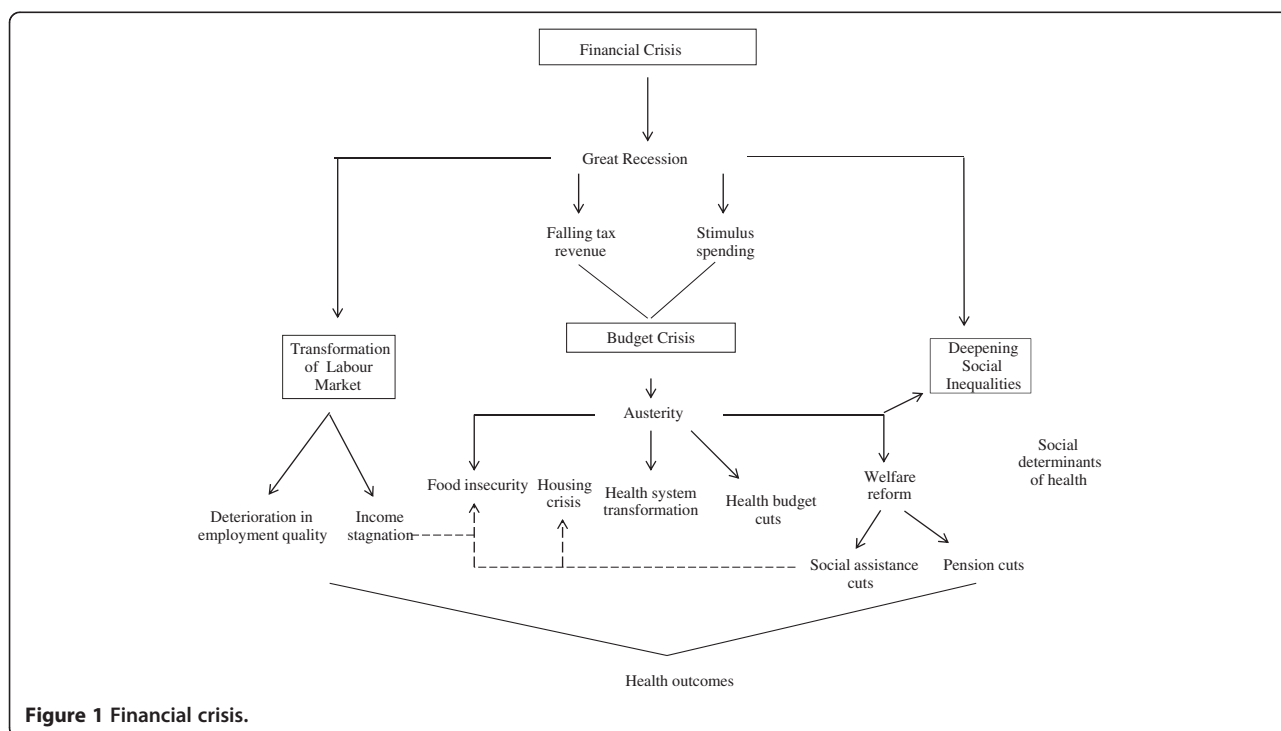 Financial Crisis
Great Recession
Falling tax
revenue
Stimulus
spending
Budget Crisis
Transformation
of Labour
Market
Deepening
Social
Inequalities
Austerity
Social
determinants
of health
Food insecurity
Housing
crisis
Health system
transformation
Health budget
cuts
Welfare
reform
Deterioration in
employment quality
Income
stagnation
Social assistance
cuts
Pension cuts
Health outcomes
Figure 1 Financial crisis.